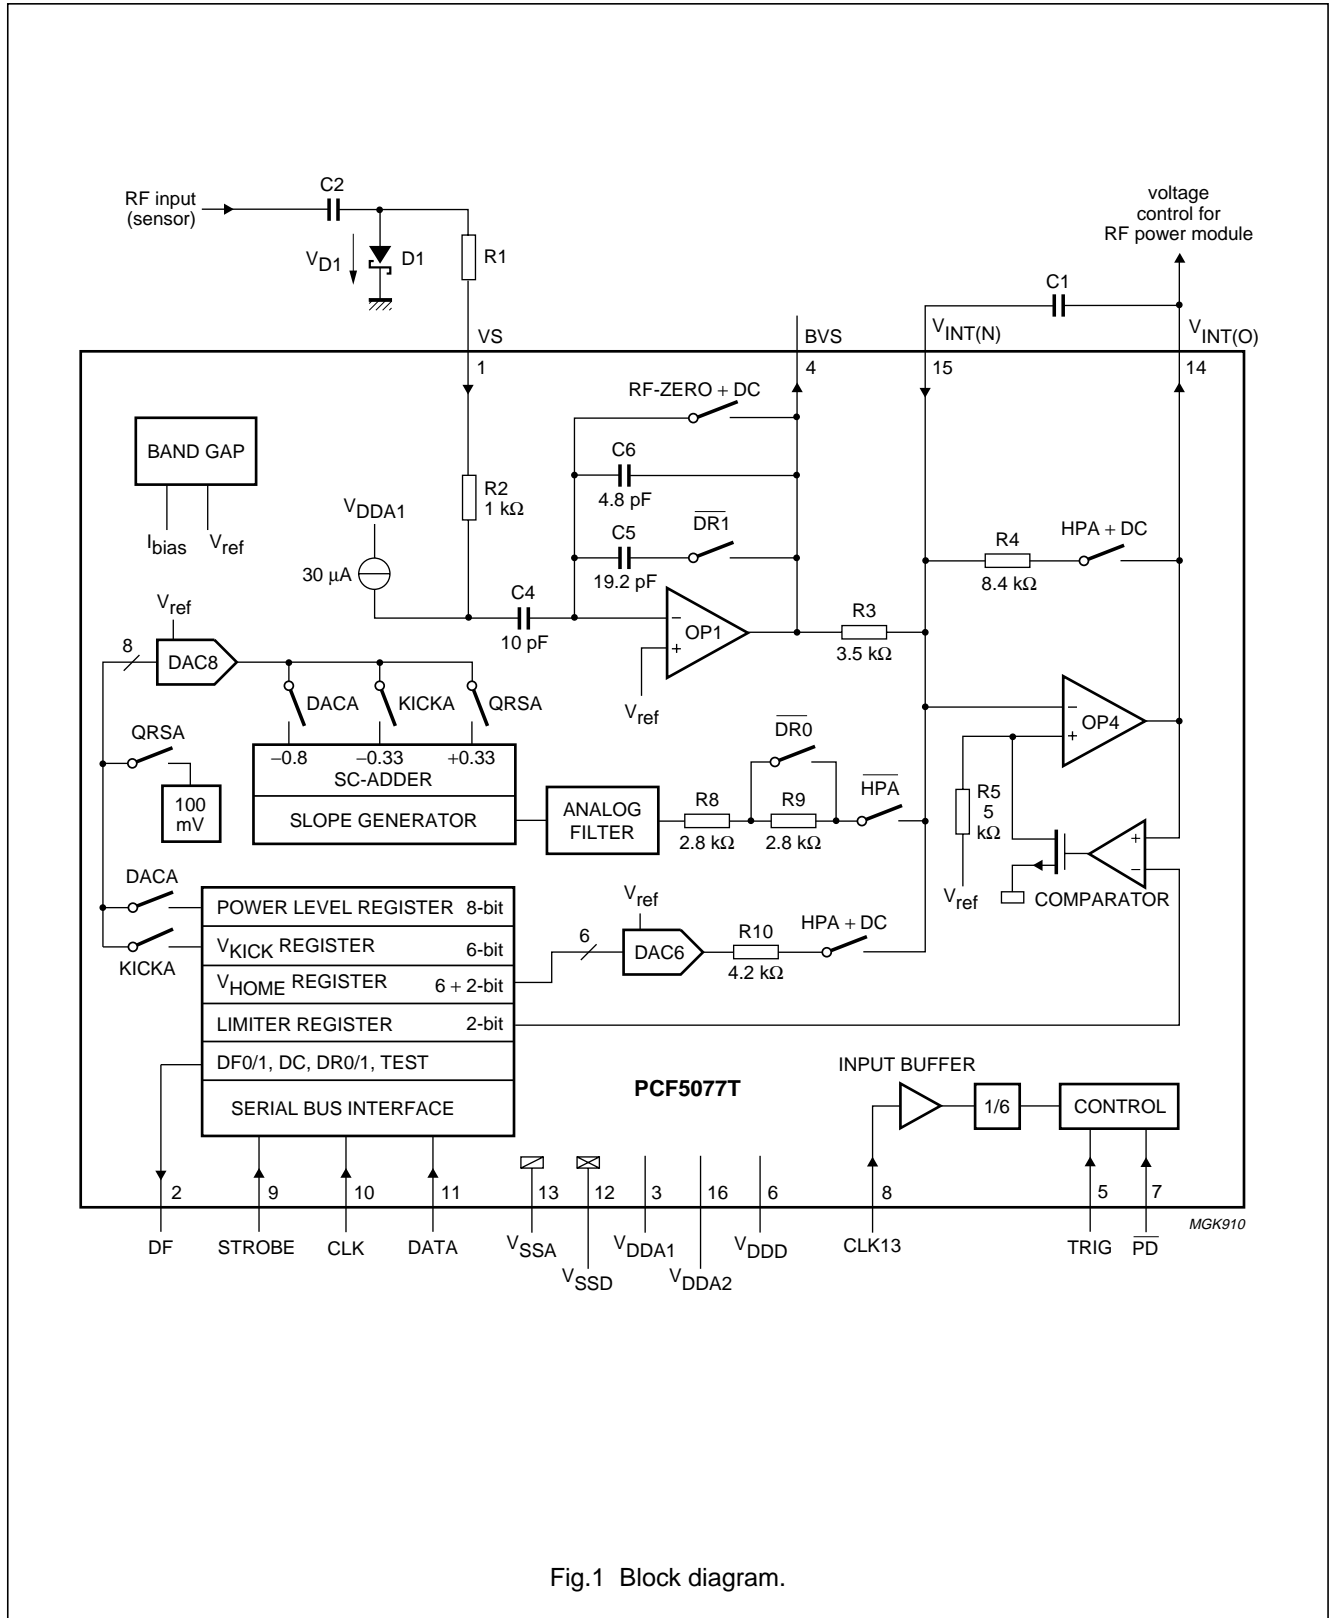 RF input
(sensor)
C2
VD1
D1
R1
voltage
control for
RF power module
C1
VS
BVS
VINT(N)
VINT(O)
1
4
15
14
RF-ZERO + DC
BAND GAP
Ibias
Vref
C6
4.8 pF
R2
1 kΩ
VDDA1
30 μA
C5
19.2 pF
DR1
R4
8.4 kΩ
HPA + DC
C4
10 pF
−
OP1
+
Vref
R3
3.5 kΩ
Vref
8
DAC8
DACA
KICKA
QRSA
−
OP4
+
QRSA
−0.8
−0.33
+0.33
SC-ADDER
SLOPE GENERATOR
100
mV
ANALOG
FILTER
R8
2.8 kΩ
DR0
R9
2.8 kΩ
HPA
R5
5
kΩ
Vref
+
−
COMPARATOR
DACA
KICKA
POWER LEVEL REGISTER 8-bit
VKICK REGISTER 6-bit
VHOME REGISTER 6 + 2-bit
LIMITER REGISTER 2-bit
DF0/1, DC, DR0/1, TEST
SERIAL BUS INTERFACE
6
Vref
DAC6
R10
4.2 kΩ
HPA + DC
PCF5077T
INPUT BUFFER
1/6
CONTROL
2
9
10
11
13
12
3
16
6
8
5
7
MGK910
DF
STROBE
CLK
DATA
VSSA
VSSD
VDDA1
VDDA2
VDDD
CLK13
TRIG
PD
Fig.1 Block diagram.